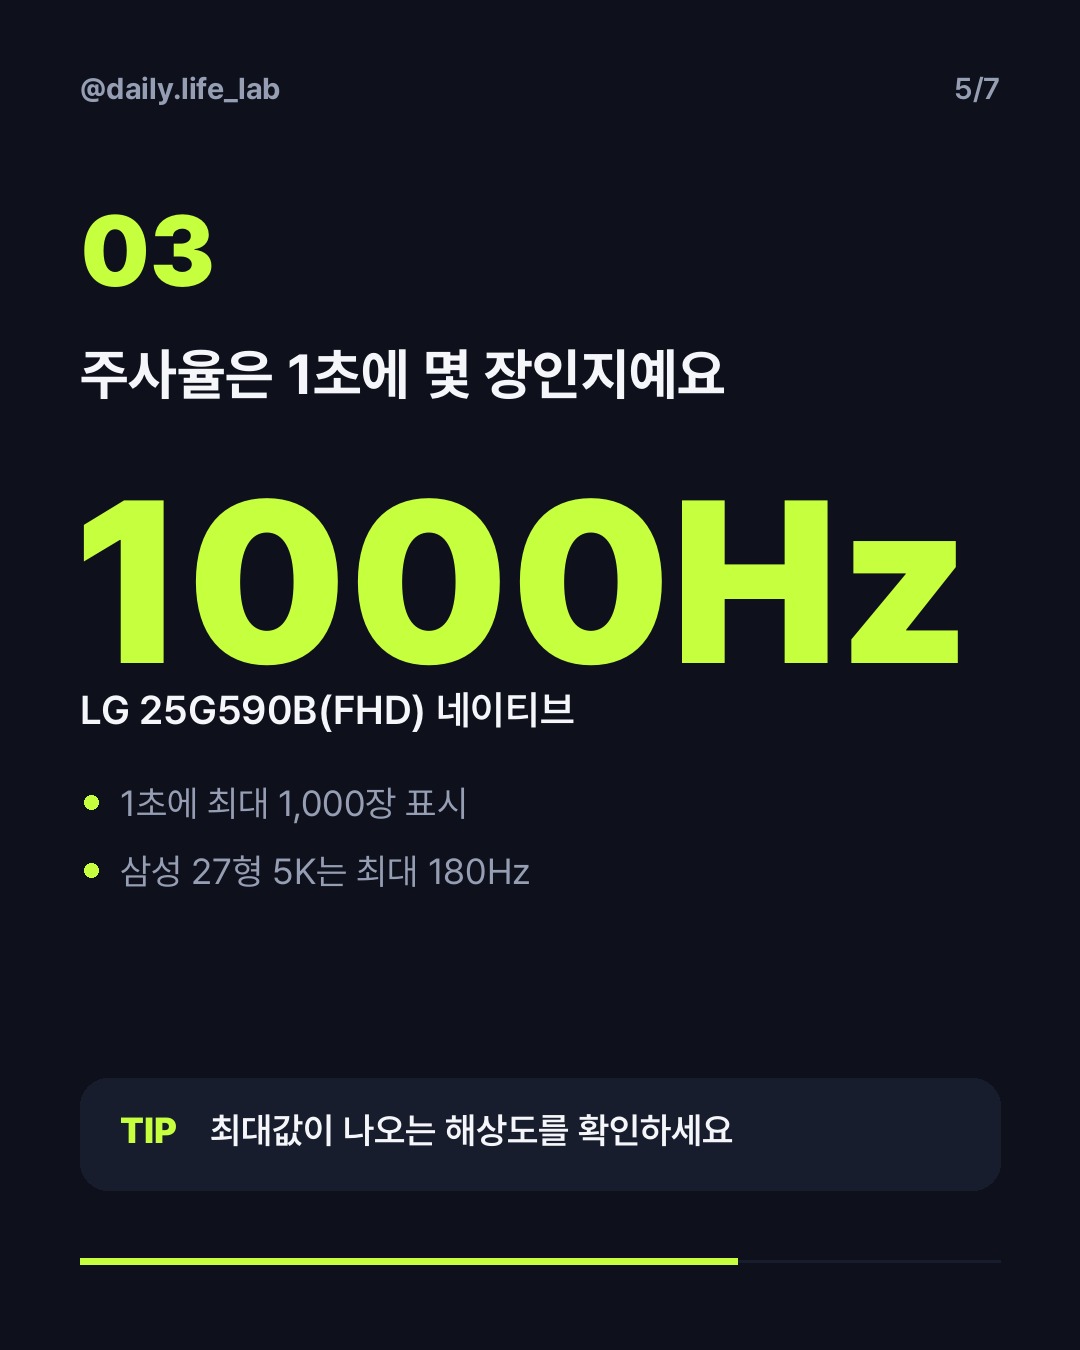 @daily.life_lab
5/7
03
주사율은 1초에 몇 장인지예요
1000Hz
LG 25G590B(FHD) 네이티브
• 1초에 최대 1,000장 표시
• 삼성 27형 5K는 최대 180Hz
TIP 최대값이 나오는 해상도를 확인하세요